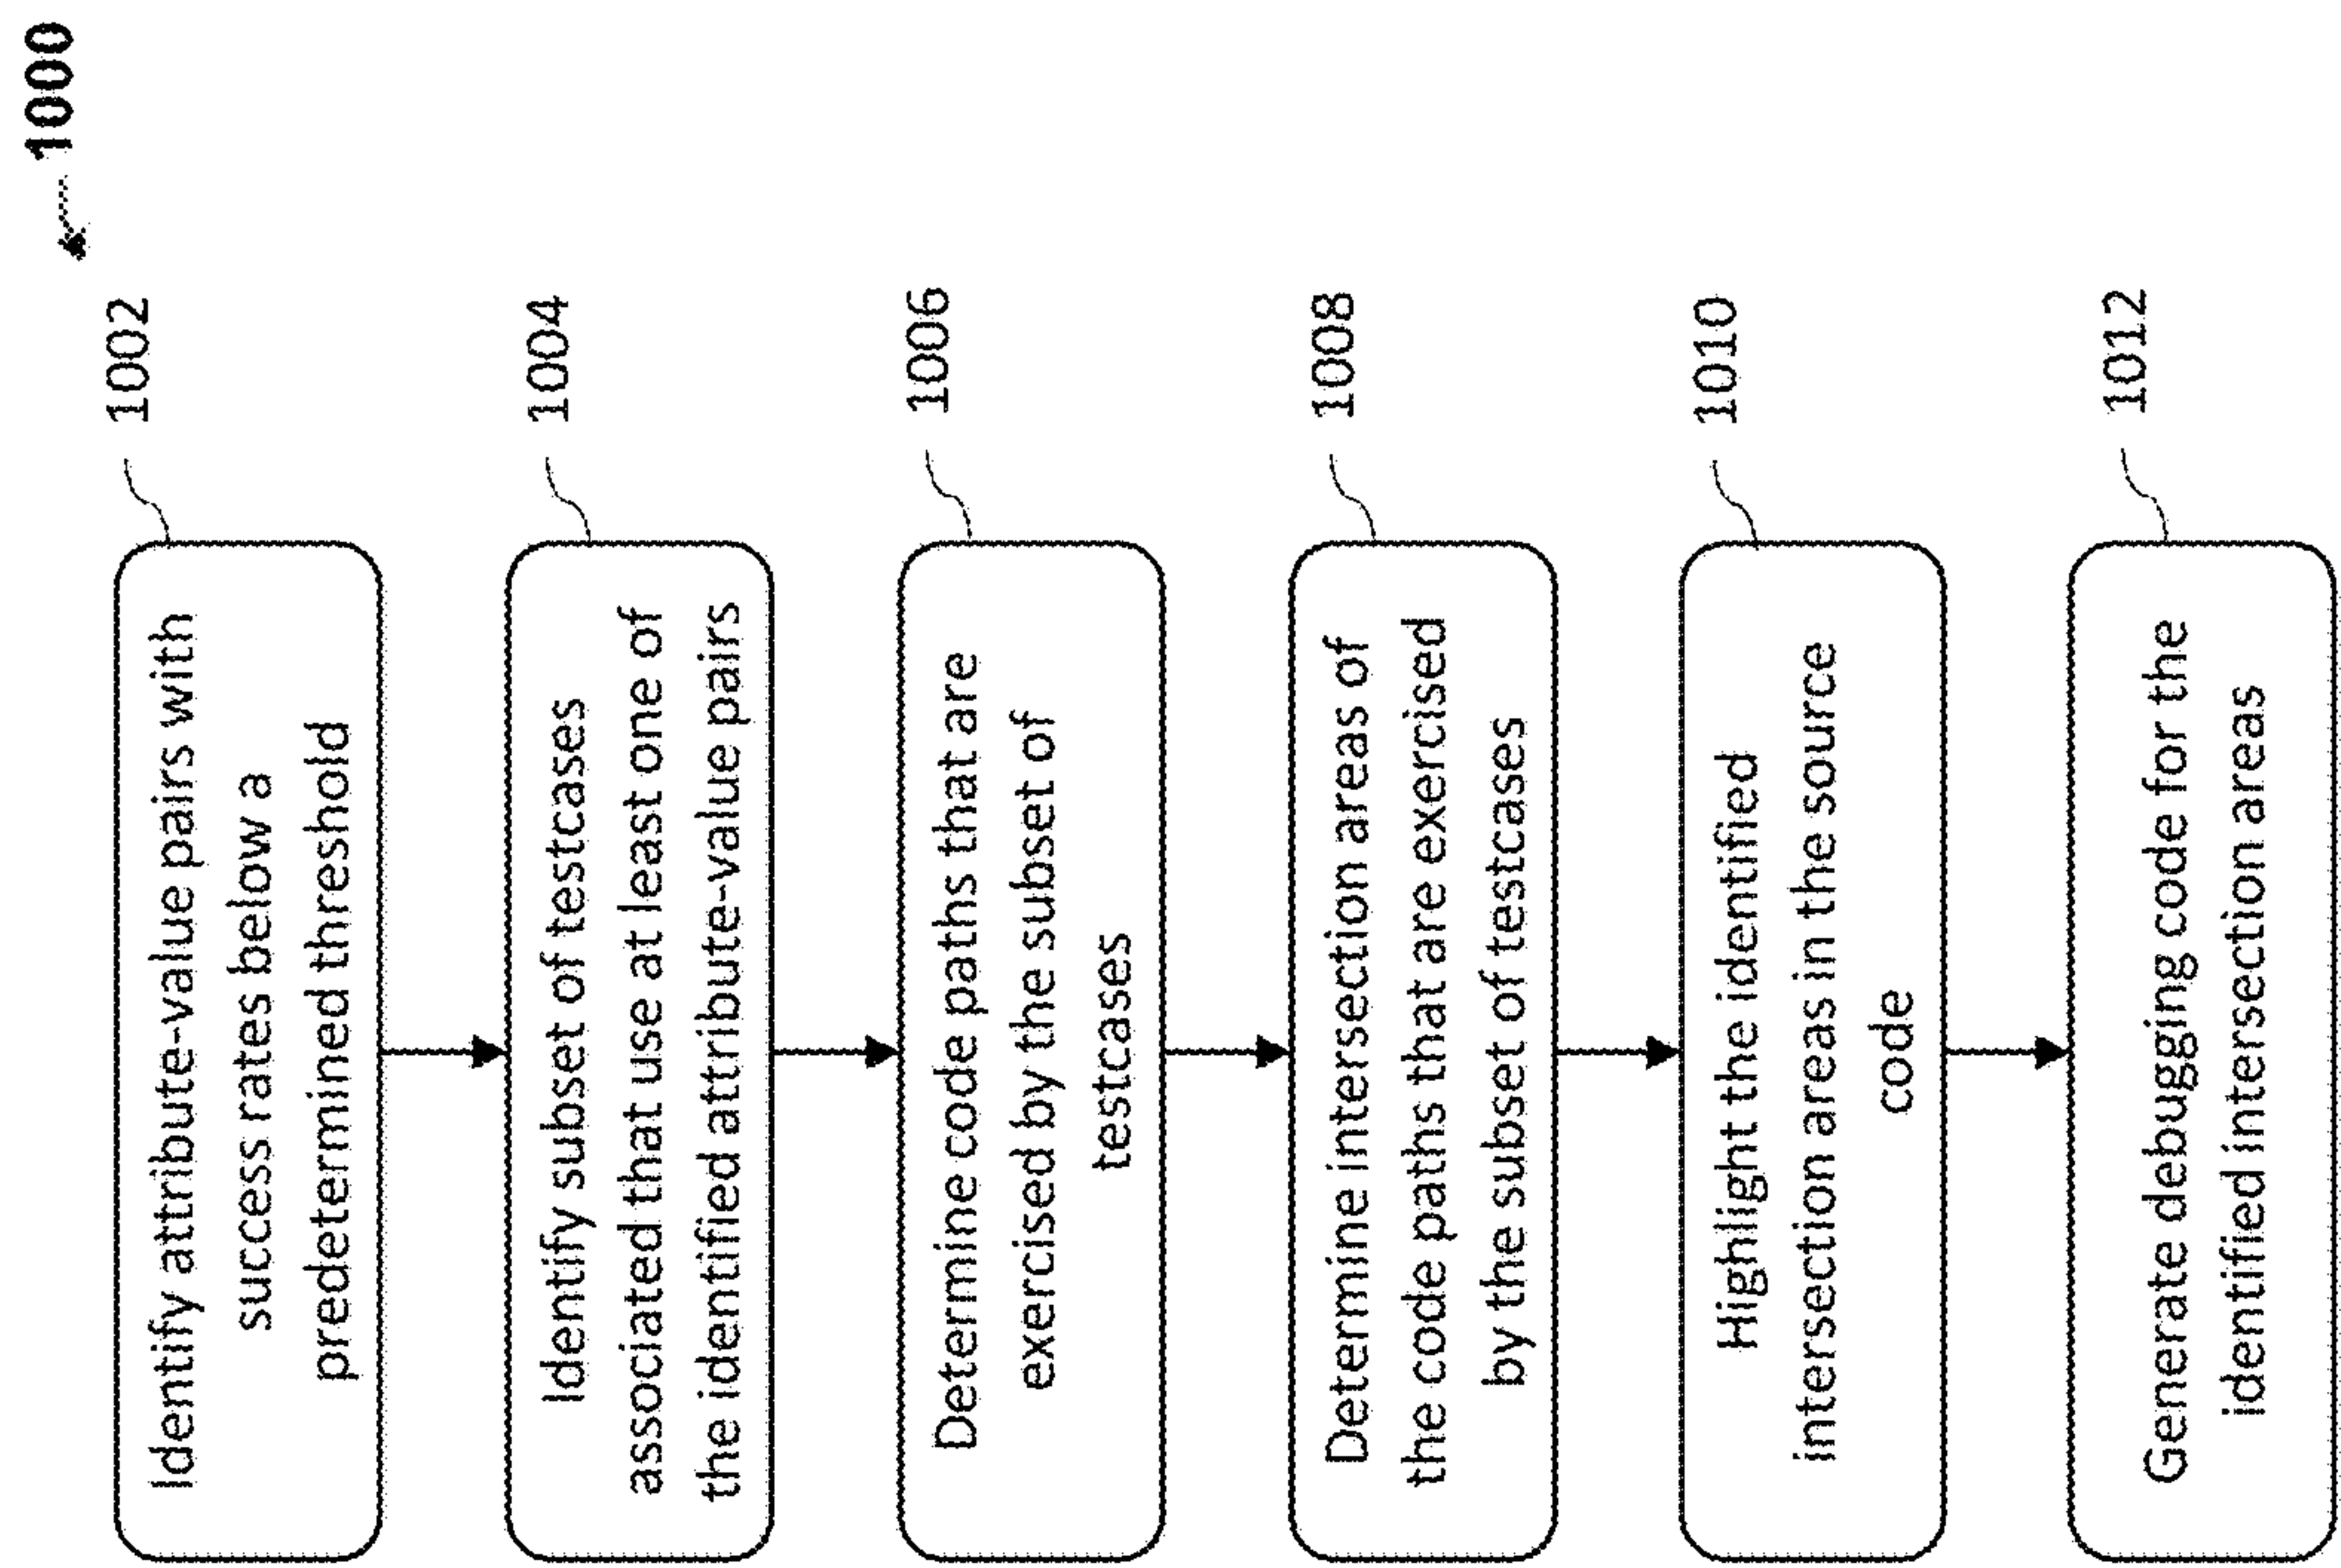 1000
1002
Identify attribute-value pairs with
success rates below a
predetermined threshold
1004
Identify subset of testcases
associated that use at least one of
the identified attribute-value pairs
1006
Determine code paths that are
exercised by the subset of
testcases
1008
Determine intersection areas of
the code paths that are exercised
by the subset of testcases
1010
Highlight the identified
intersection areas in the source
code
1012
Generate debugging code for the
identified intersection areas